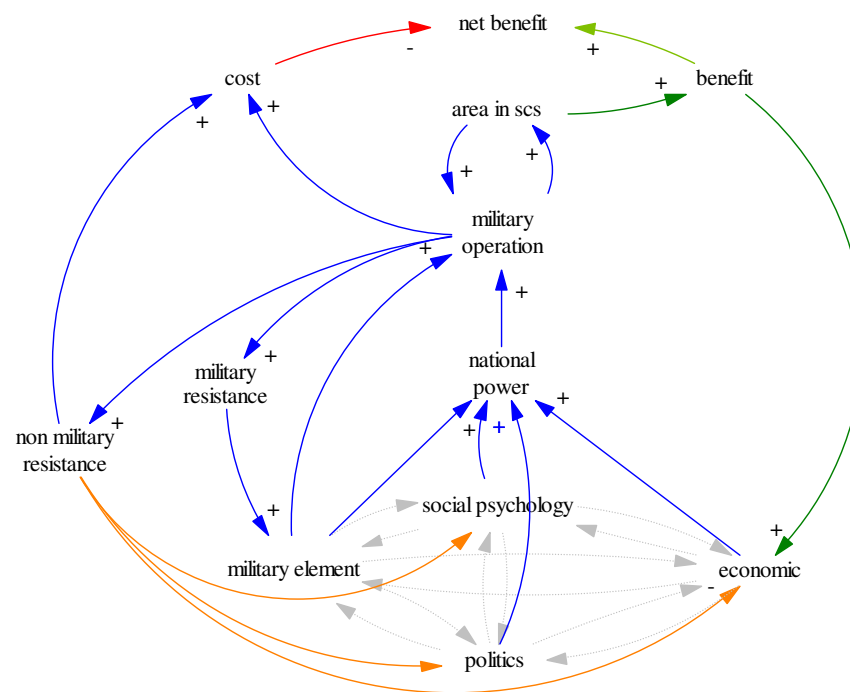 net benefit
-
+
cost
benefit
+
+
+
area in scs
+
+
military
operation
+
+
national
power
+
military
resistance
+
+
non military
resistance
+
+
+
social psychology
+
+
military element
economic
-
politics